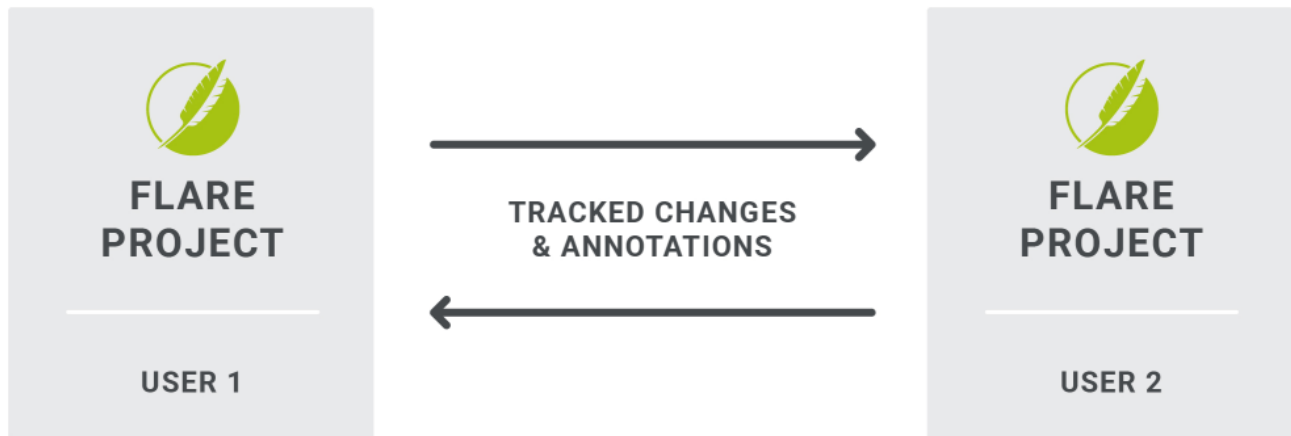 FLARE
PROJECT
USER 1
TRACKED CHANGES
& ANNOTATIONS
FLARE
PROJECT
USER 2